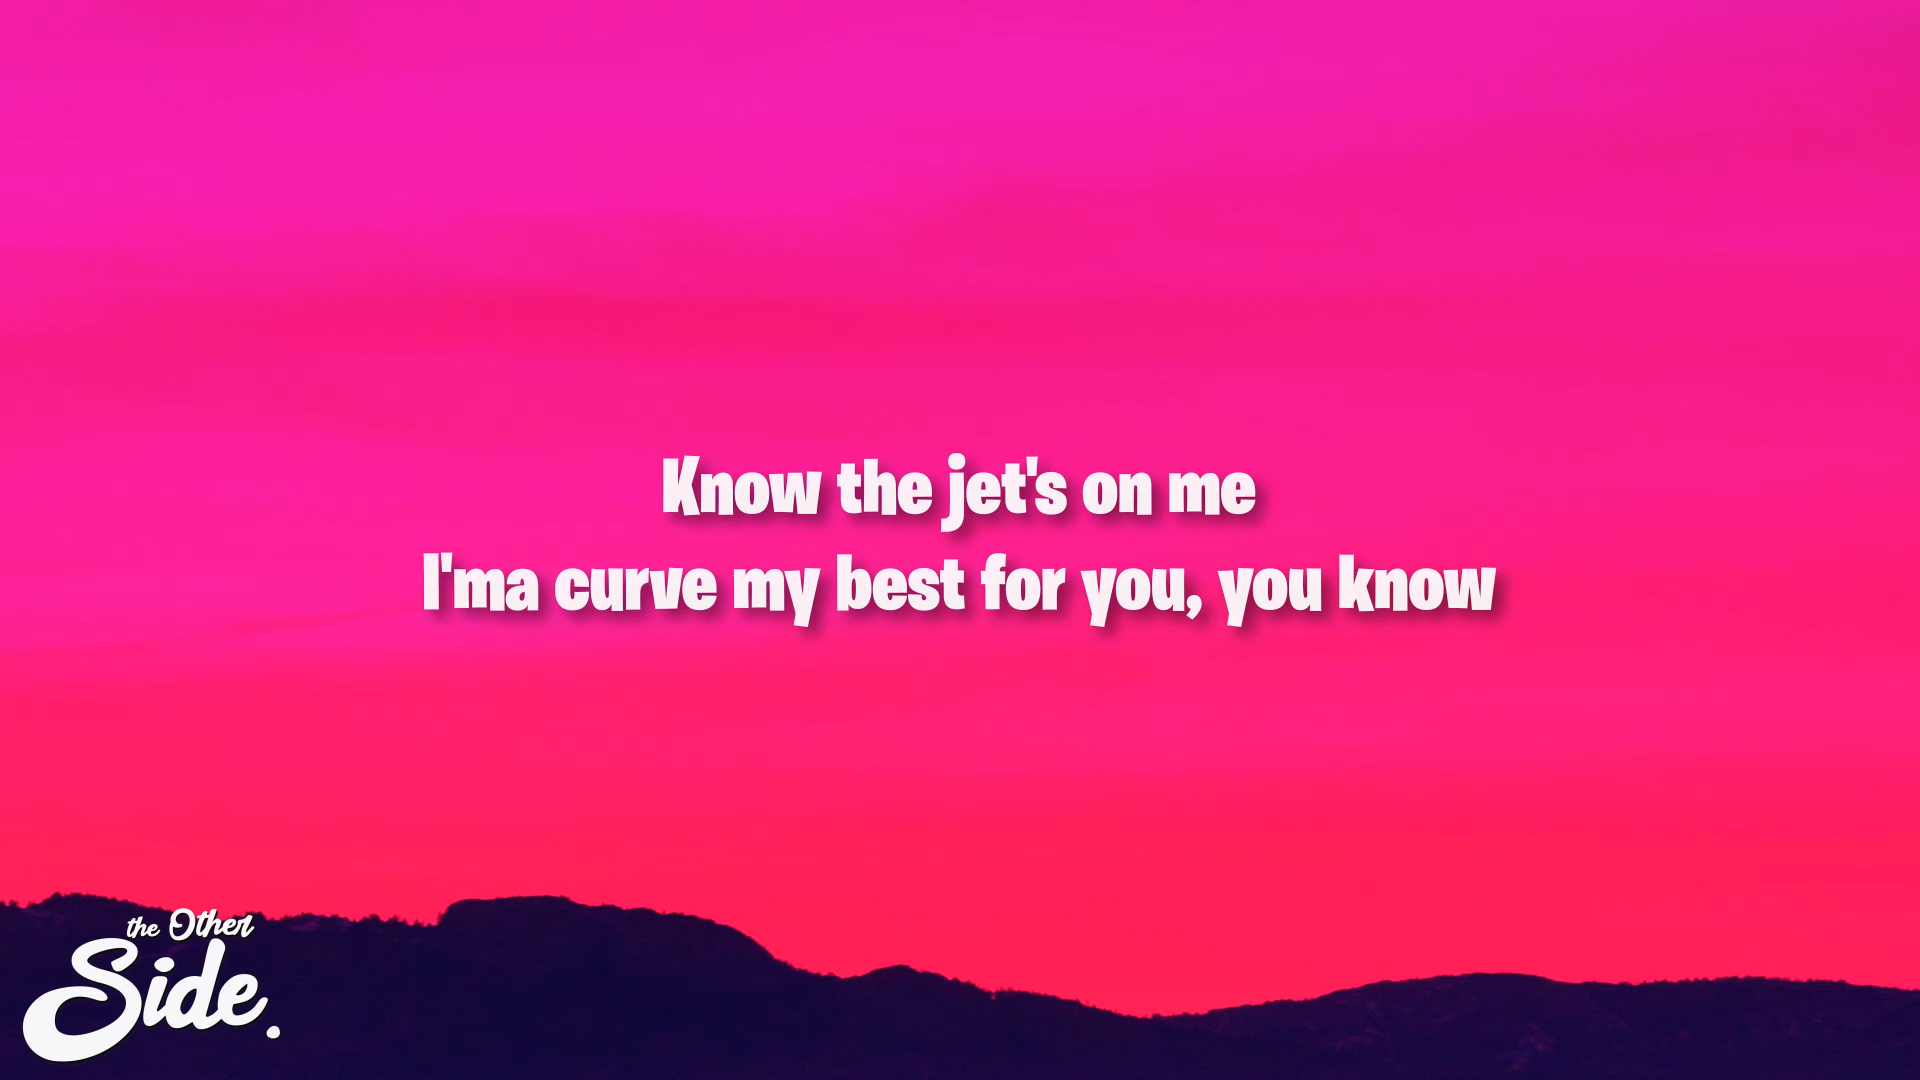 Know the jet's on me
I'ma curve my best for you, you know
the Other
Side.